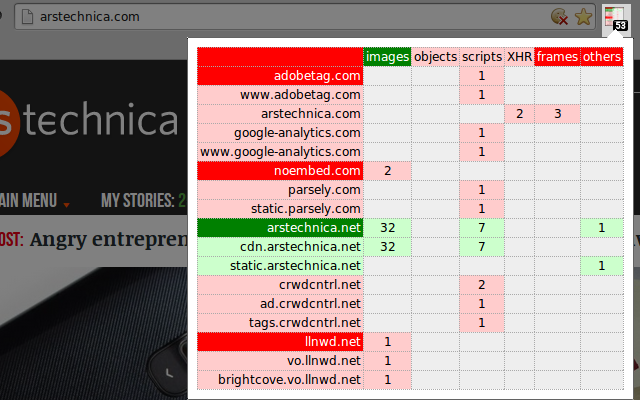 arstechnica.com
53
images objects scripts XHR frames others
adobetag.com 1
www.adobetag.com 1
arstechnica.com 2 3
google-analytics.com 1
www.google-analytics.com 1
noembed.com 2
parsely.com 1
static.parsely.com 1
arstechnica.net 32 7 1
cdn.arstechnica.net 32 7
static.arstechnica.net 1
crwdcntrl.net 2
ad.crwdcntrl.net 1
tags.crwdcntrl.net 1
llnwd.net 1
vo.llnwd.net 1
brightcove.vo.llnwd.net 1
s technica
AIN MENU MY STORIES: 2
OST: Angry entrepren